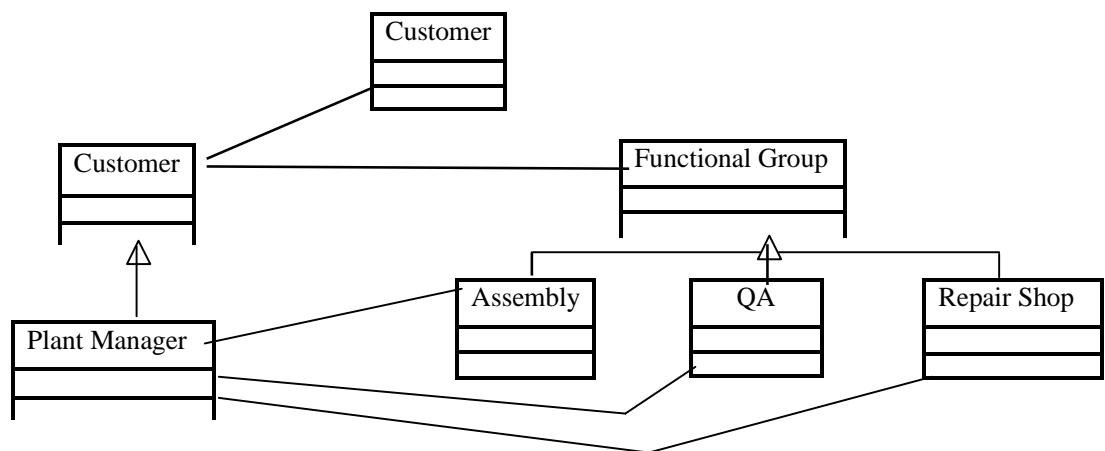 Customer
Customer
Functional Group
Assembly
QA
Repair Shop
Plant Manager